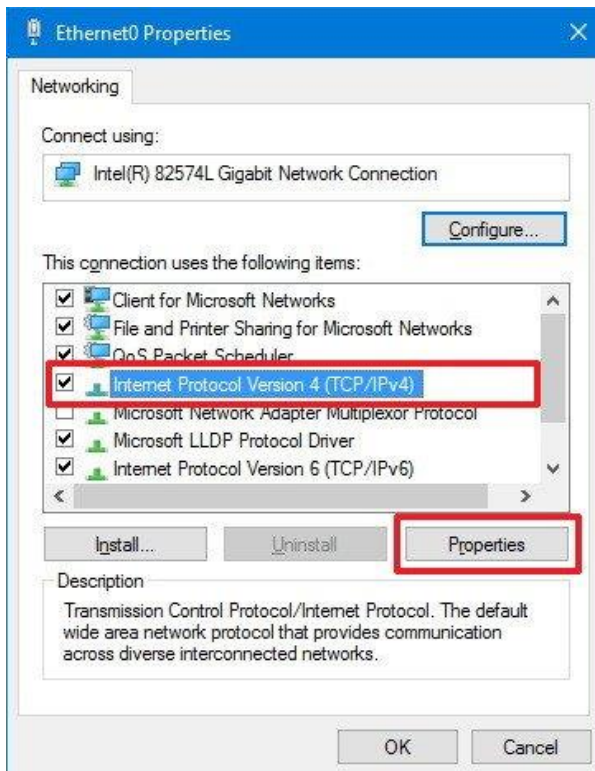 Ethernet0 Properties
Networking
Connect using:
Intel(R) 82574L Gigabit Network Connection
Configure...
This connection uses the following items:
Client for Microsoft Networks
File and Printer Sharing for Microsoft Networks
QoS Packet Scheduler
Internet Protocol Version 4 (TCP/IPv4)
Microsoft Network Adapter Multiplexor Protocol
Microsoft LLDP Protocol Driver
Internet Protocol Version 6 (TCP/IPv6)
Install... Uninstall Properties
Description
Transmission Control Protocol/Internet Protocol. The default
wide area network protocol that provides communication
across diverse interconnected networks.
OK Cancel